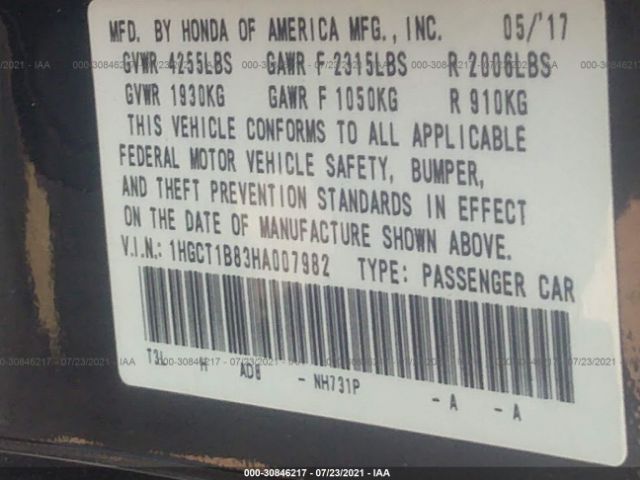 MFD. BY HONDA OF AMERICA MFG., INC. 05/'17
GVWR 4255LBS GAWR F 2315LBS R 2006LBS
GVWR 1930KG GAWR F 1050KG R 910KG
THIS VEHICLE CONFORMS TO ALL APPLICABLE
FEDERAL MOTOR VEHICLE SAFETY, BUMPER,
AND THEFT PREVENTION STANDARDS IN EFFECT
ON THE DATE OF MANUFACTURE SHOWN ABOVE.
V.I.N.: 1HGCT1B83HA007982 TYPE: PASSENGER CAR
H AD8 - NH731P - A - A
000-30846217 - 07/23/2021 - IAA